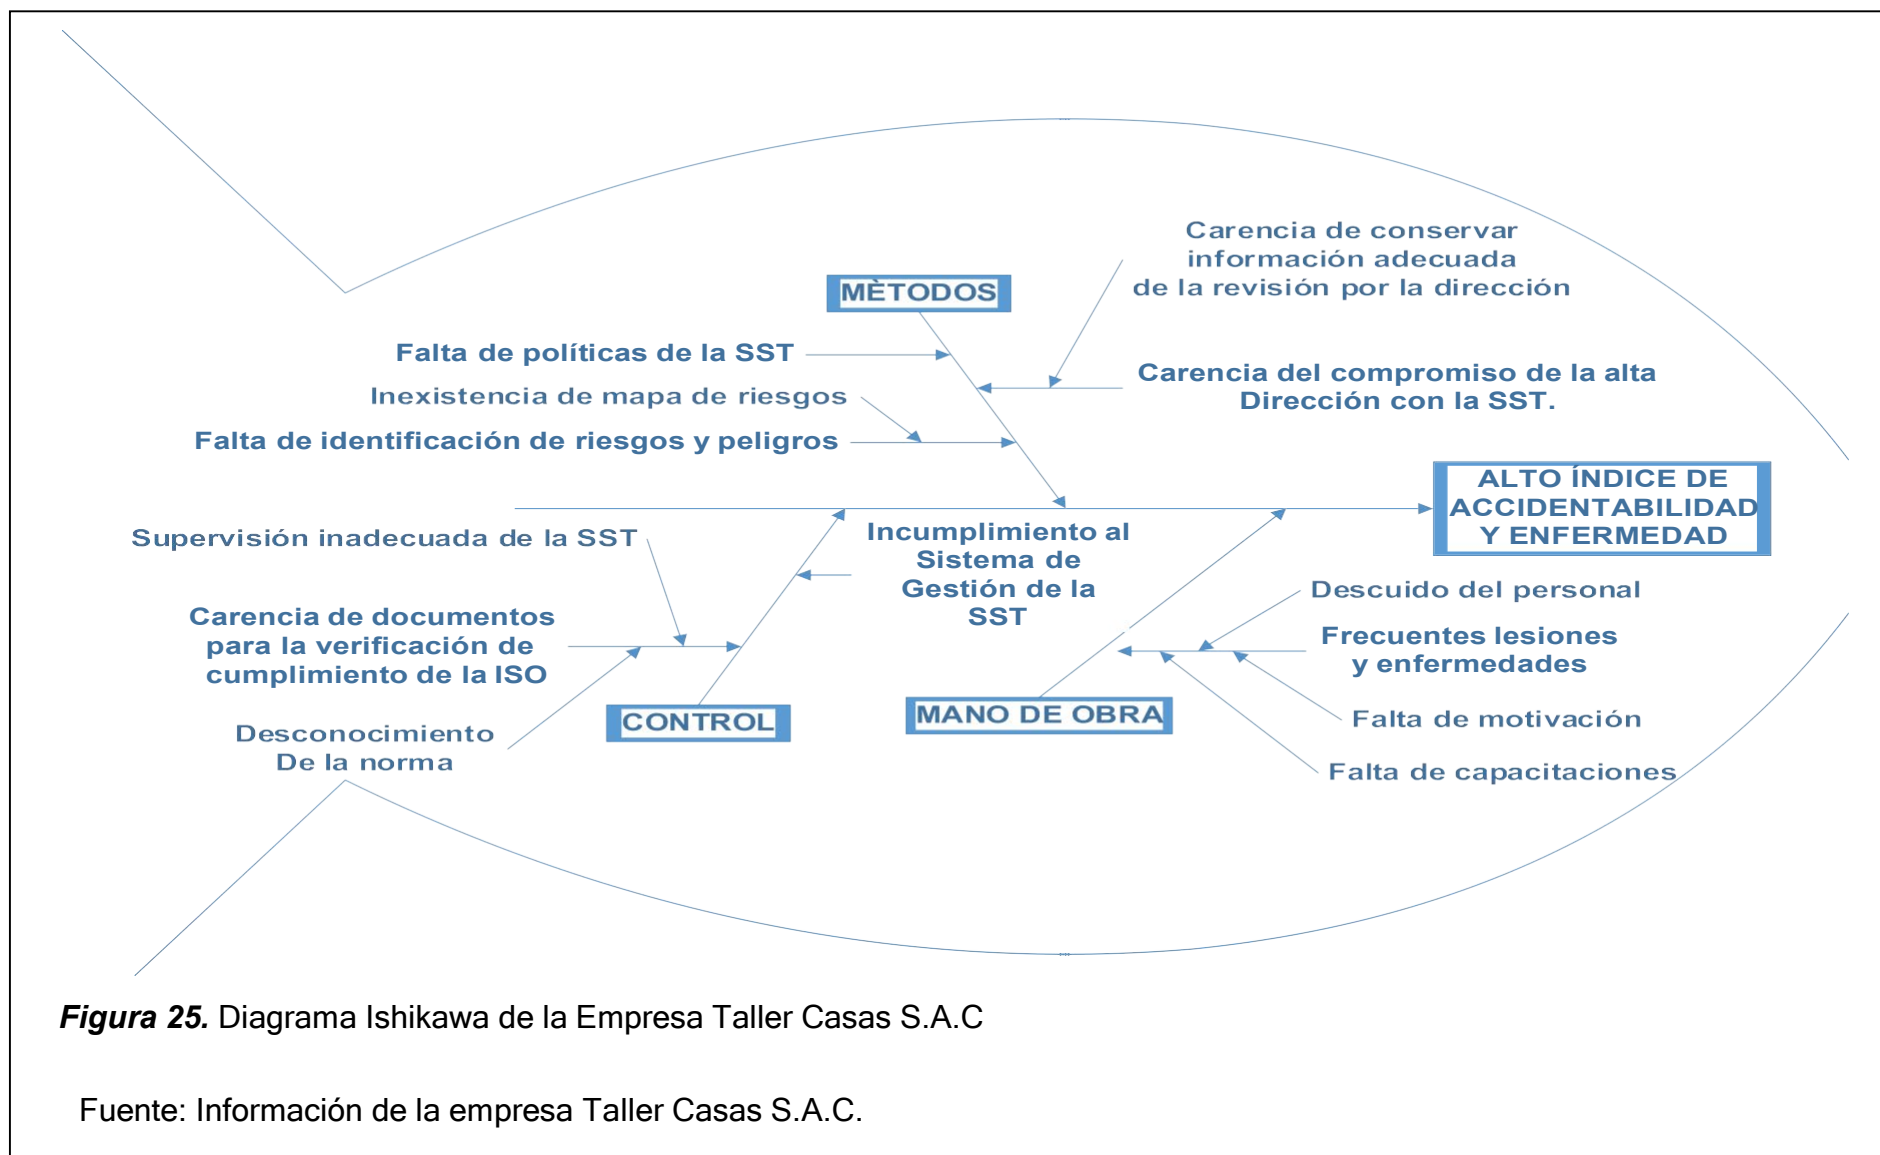 Carencia de conservar
información adecuada
de la revisión por la dirección
MÈTODOS
Falta de políticas de la SST
Carencia del compromiso de la alta
Dirección con la SST.
Inexistencia de mapa de riesgos
Falta de identificación de riesgos y peligros
ALTO ÍNDICE DE
ACCIDENTABILIDAD
Y ENFERMEDAD
Supervisión inadecuada de la SST
Incumplimiento al
Sistema de
Gestión de la
SST
Descuido del personal
Carencia de documentos
para la verificación de
cumplimiento de la ISO
Frecuentes lesiones
y enfermedades
CONTROL
MANO DE OBRA
Falta de motivación
Desconocimiento
De la norma
Falta de capacitaciones
Figura 25. Diagrama Ishikawa de la Empresa Taller Casas S.A.C
Fuente: Información de la empresa Taller Casas S.A.C.